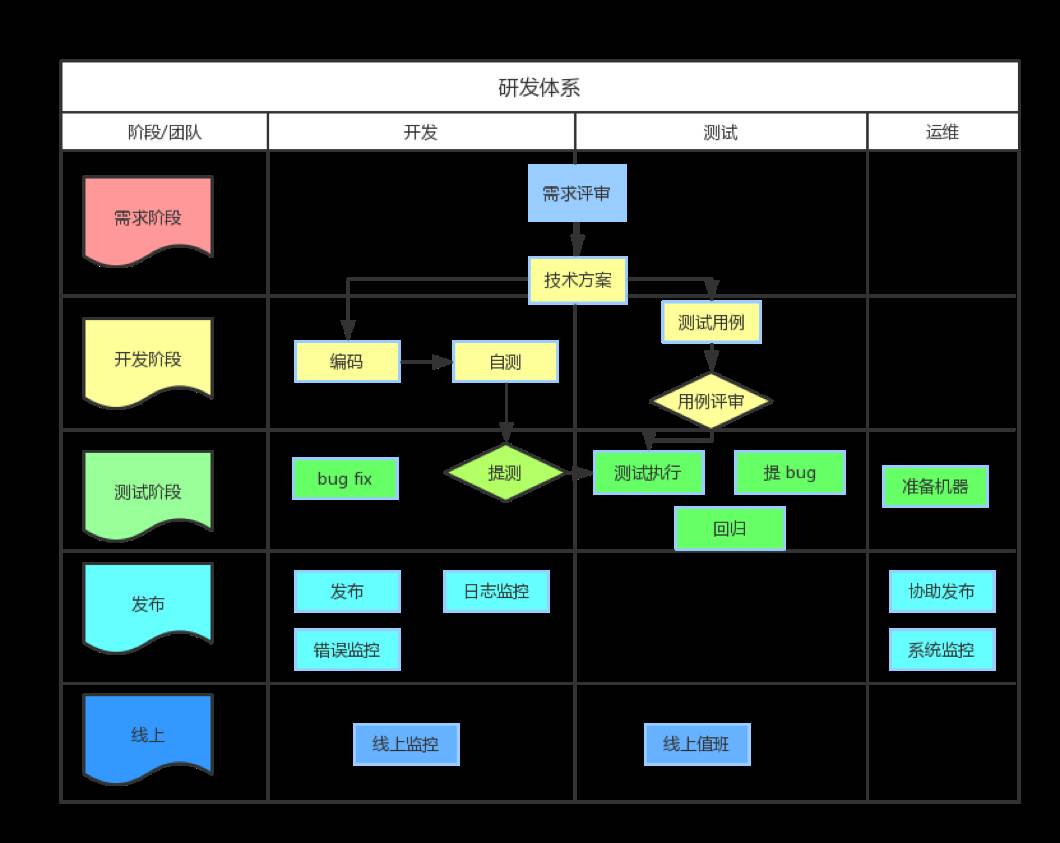 研发体系
阶段/团队
开发
测试
运维
需求阶段
需求评审
技术方案
开发阶段
测试用例
编码
自测
用例评审
测试阶段
bug fix
提测
测试执行
提 bug
准备机器
回归
发布
发布
日志监控
协助发布
错误监控
系统监控
线上
线上监控
线上值班